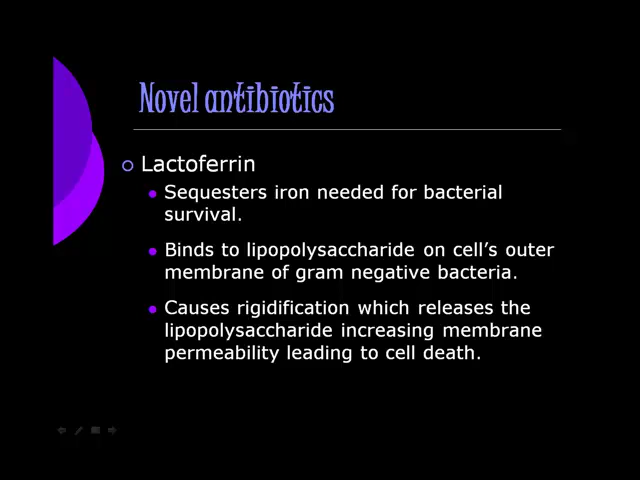 Novel antibiotics
Lactoferrin
Sequesters iron needed for bacterial
survival.
Binds to lipopolysaccharide on cell's outer
membrane of gram negative bacteria.
Causes rigidification which releases the
lipopolysaccharide increasing membrane
permeability leading to cell death.